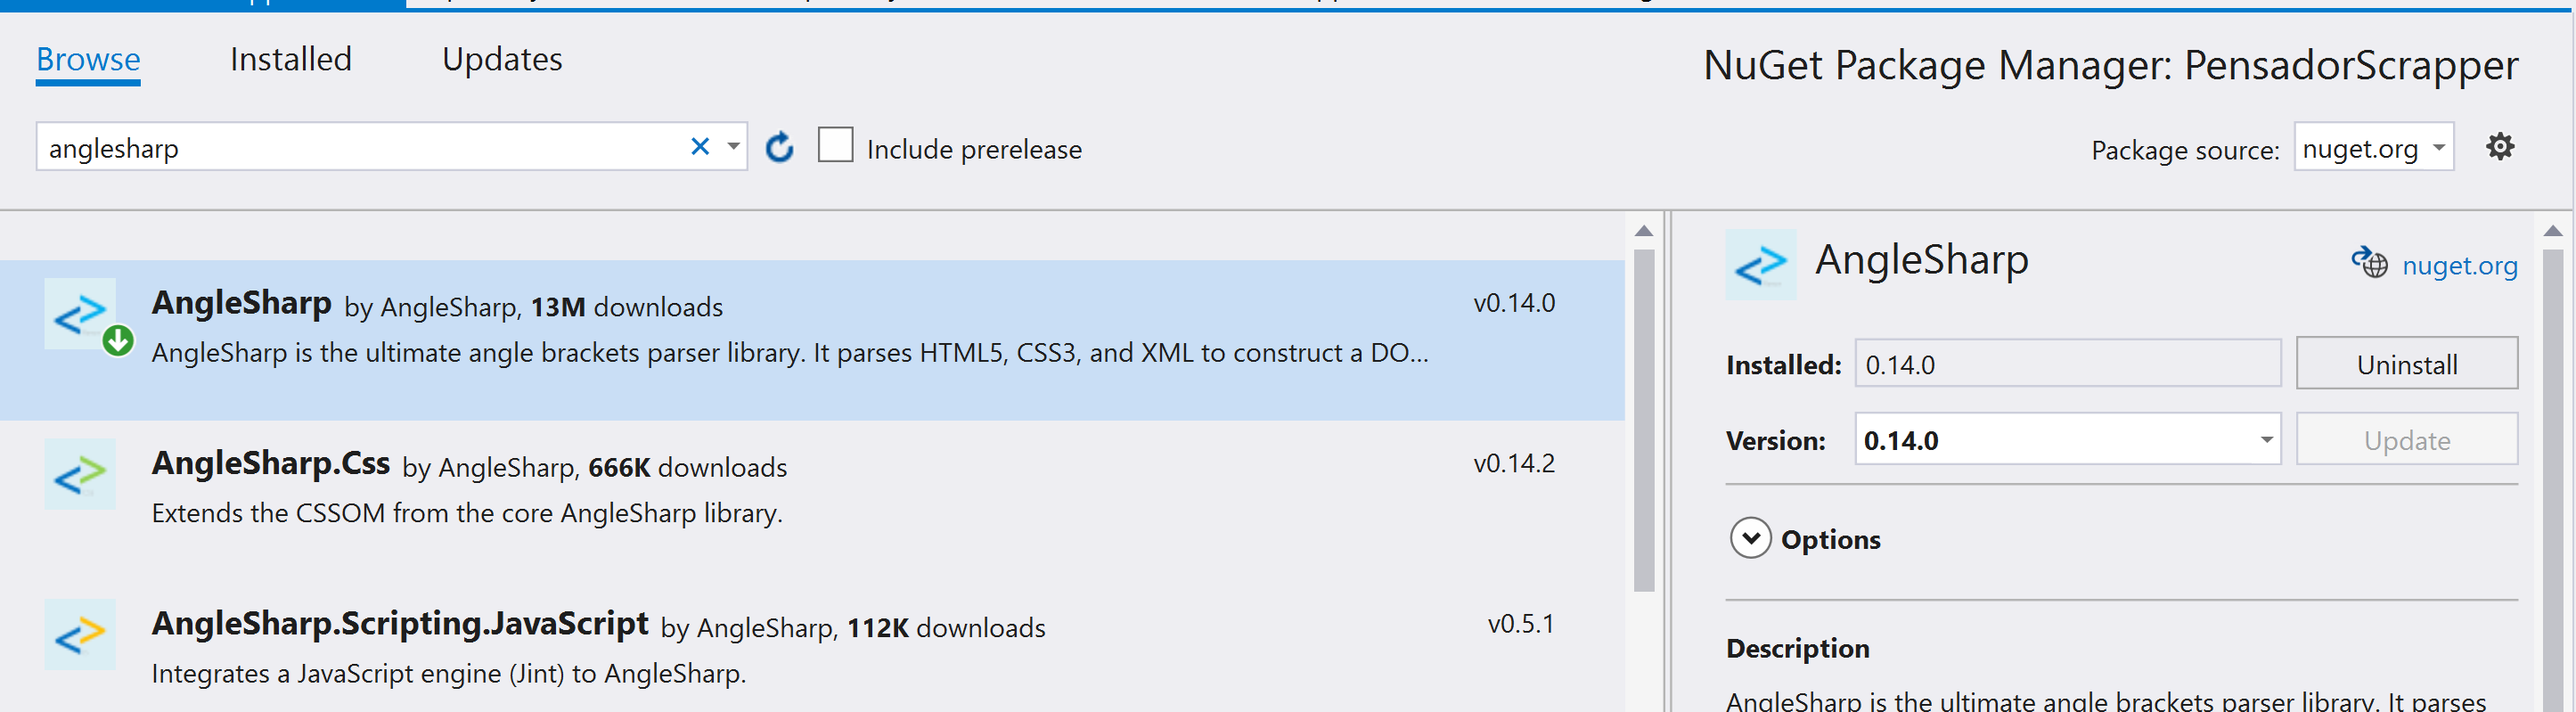 Browse Installed Updates
NuGet Package Manager: PensadorScrapper
anglesharp
Include prerelease
Package source: nuget.org
AngleSharp by AngleSharp, 13M downloads v0.14.0
AngleSharp is the ultimate angle brackets parser library. It parses HTML5, CSS3, and XML to construct a DO...
AngleSharp.Css by AngleSharp, 666K downloads v0.14.2
Extends the CSSOM from the core AngleSharp library.
AngleSharp.Scripting.JavaScript by AngleSharp, 112K downloads v0.5.1
Integrates a JavaScript engine (Jint) to AngleSharp.
AngleSharp nuget.org
Installed: 0.14.0 Uninstall
Version: 0.14.0 Update
Options
Description
AngleSharp is the ultimate angle brackets parser library. It parses